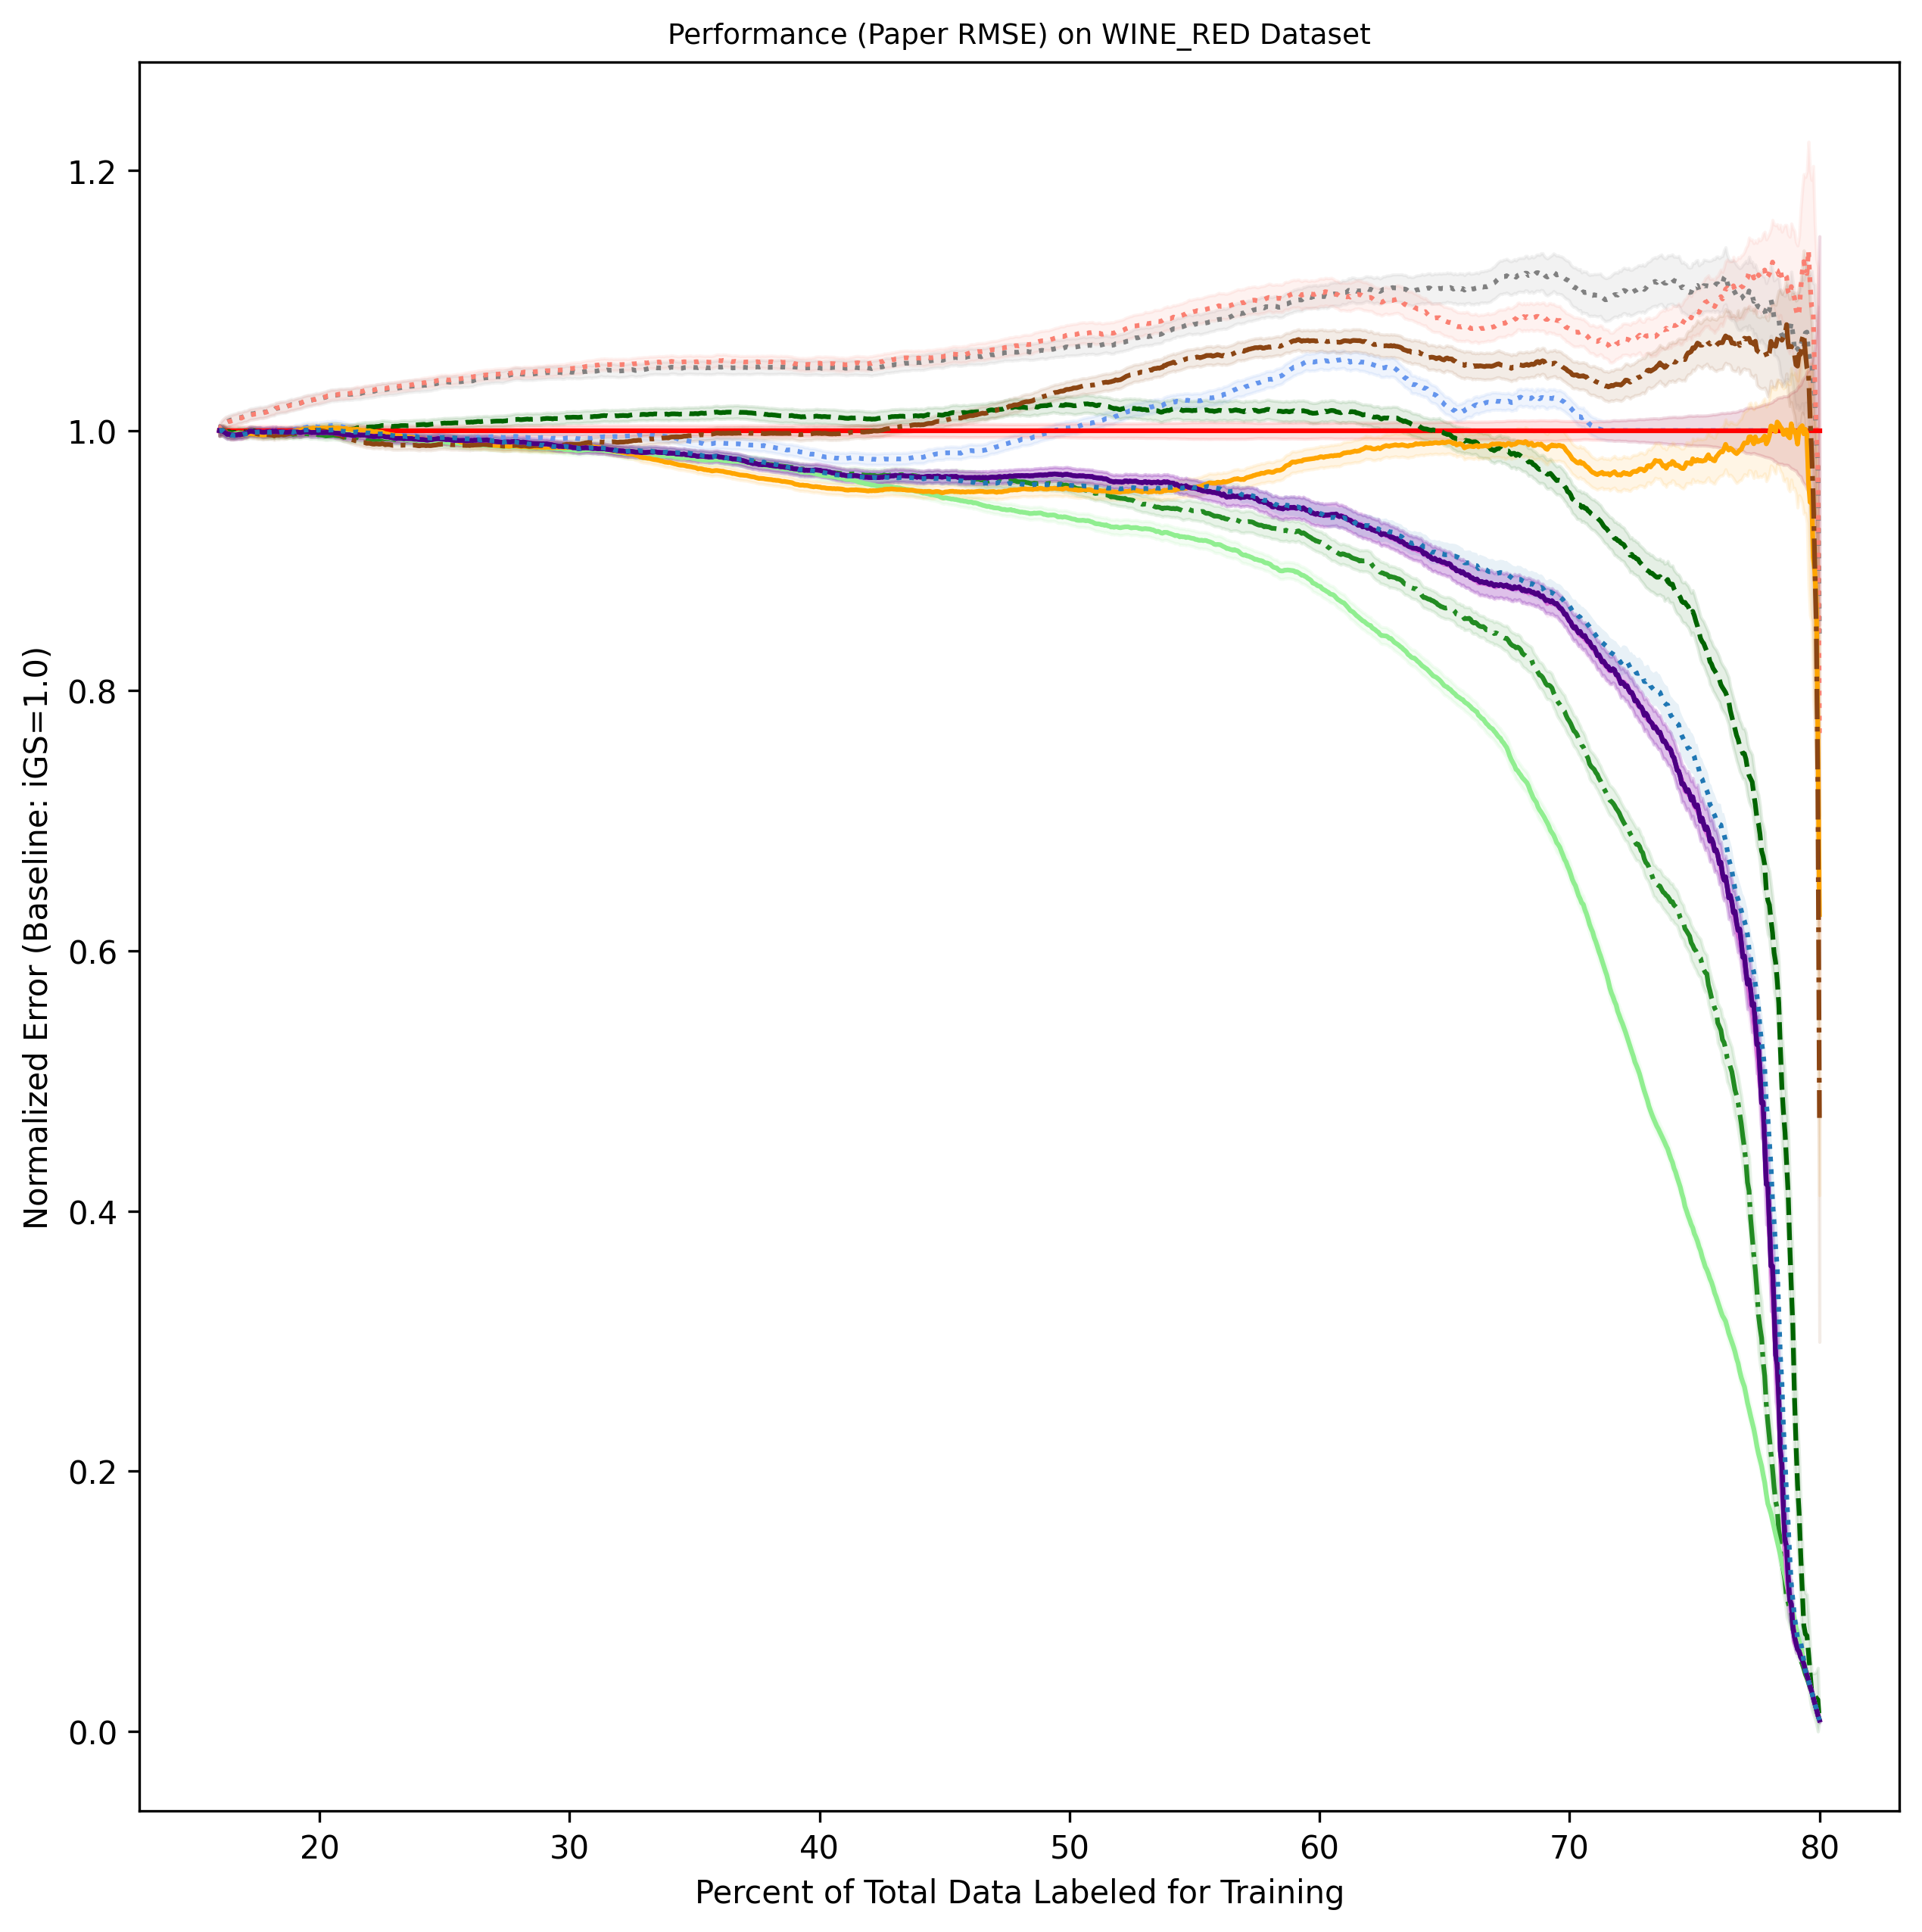 Performance (Paper RMSE) on WINE_RED Dataset
Normalized Error (Baseline: iGS=1.0)
1.2
1.0
0.8
0.6
0.4
0.2
0.0
20 30 40 50 60 70 80
Percent of Total Data Labeled for Training